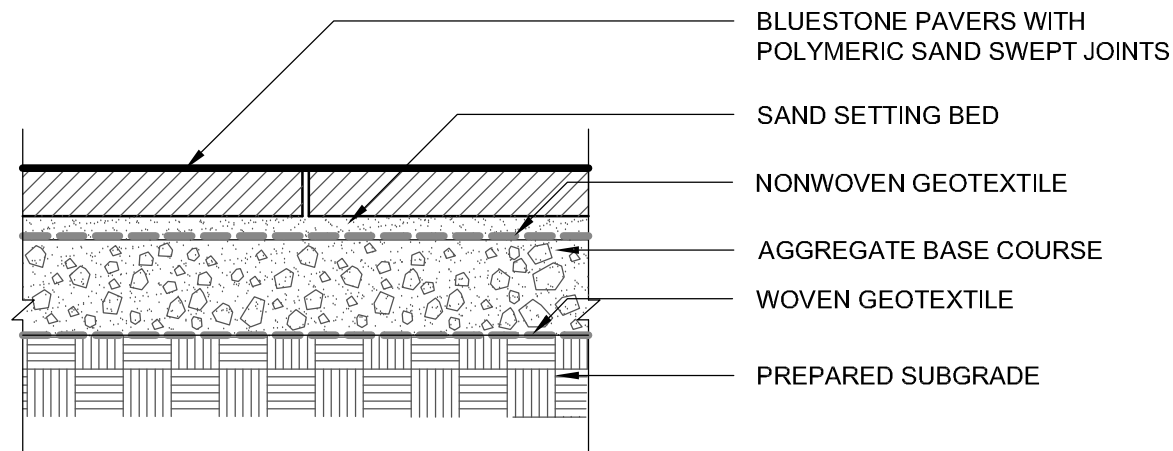 BLUESTONE PAVERS WITH
POLYMERIC SAND SWEPT JOINTS
SAND SETTING BED
NONWOVEN GEOTEXTILE
AGGREGATE BASE COURSE
WOVEN GEOTEXTILE
PREPARED SUBGRADE